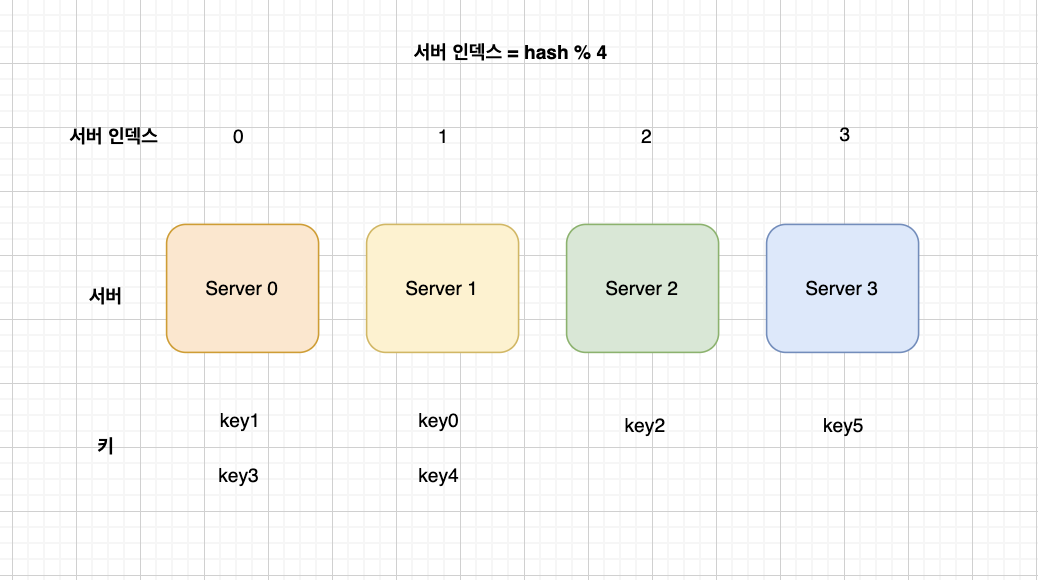 서버 인덱스 = hash % 4
서버 인덱스 0 1 2 3
서버 Server 0 Server 1 Server 2 Server 3
키 key1 key0 key2 key5
key3 key4